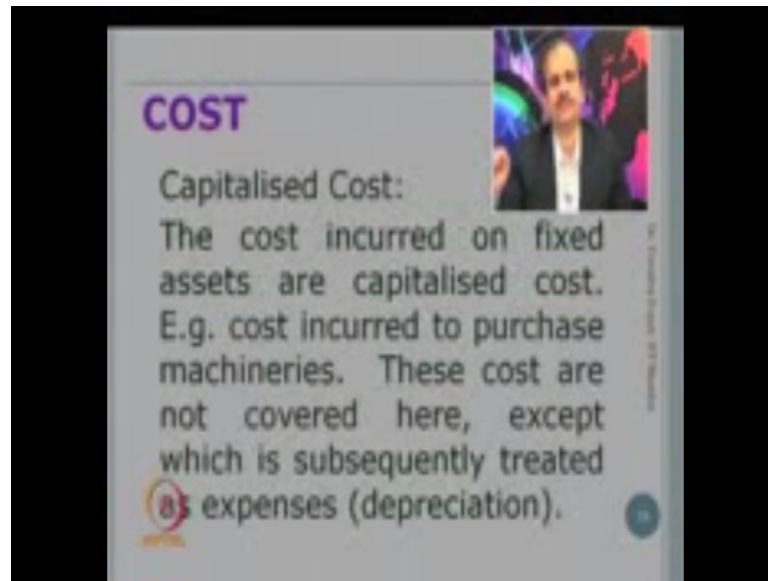 COST
Capitalised Cost:
The cost incurred on fixed
assets are capitalised cost.
E.g. cost incurred to purchase
machineries. These cost are
not covered here, except
which is subsequently treated
as expenses (depreciation).